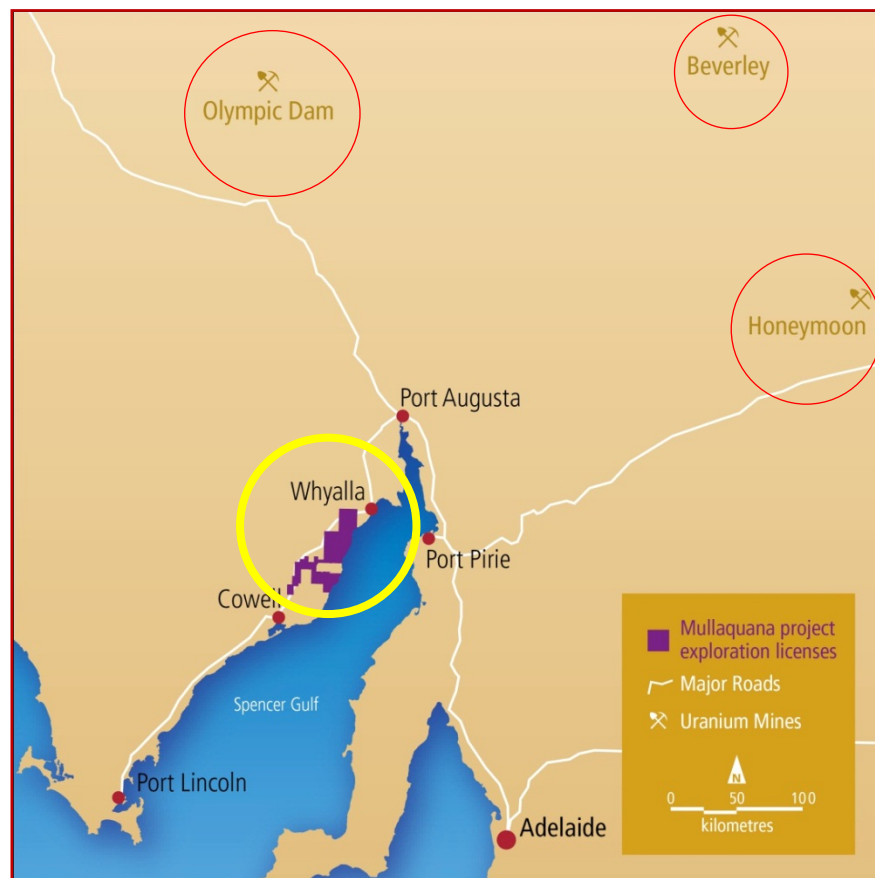 Beverley
Olympic Dam
Honeymoon
Port Augusta
Whyalla
Port Pirie
Cowell
Spencer Gulf
Port Lincoln
Adelaide
Mullaquana project
exploration licenses
Major Roads
Uranium Mines
N
0 50 100
kilometres